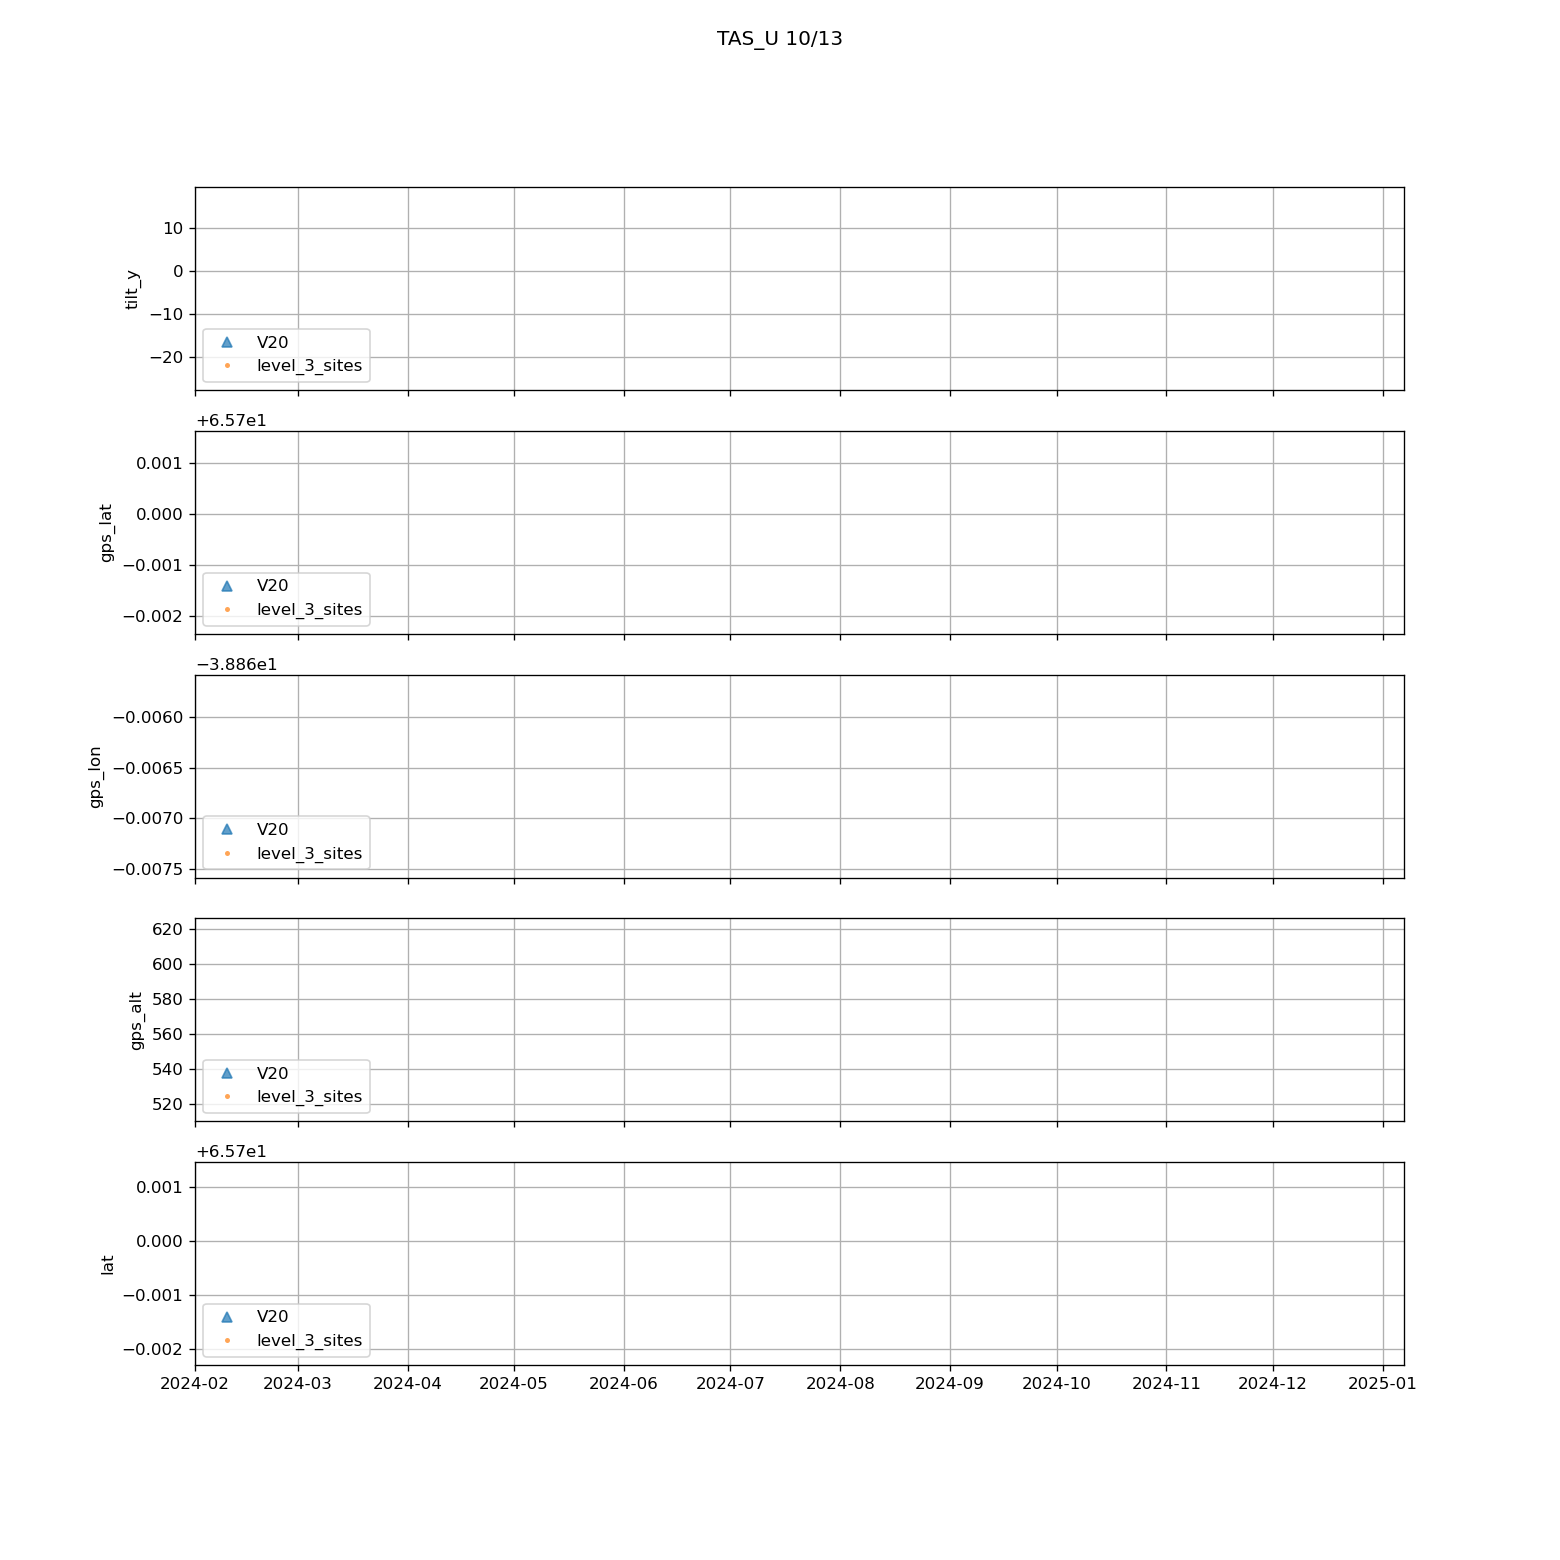 TAS_U 10/13
10
0
−10
−20
tilt_y
V20
level_3_sites
+6.57e1
0.001
0.000
−0.001
−0.002
gps_lat
V20
level_3_sites
−3.886e1
−0.0060
−0.0065
−0.0070
−0.0075
gps_lon
V20
level_3_sites
620
600
580
560
540
520
gps_alt
V20
level_3_sites
+6.57e1
0.001
0.000
−0.001
−0.002
lat
V20
level_3_sites
2024-02 2024-03 2024-04 2024-05 2024-06 2024-07 2024-08 2024-09 2024-10 2024-11 2024-12 2025-01